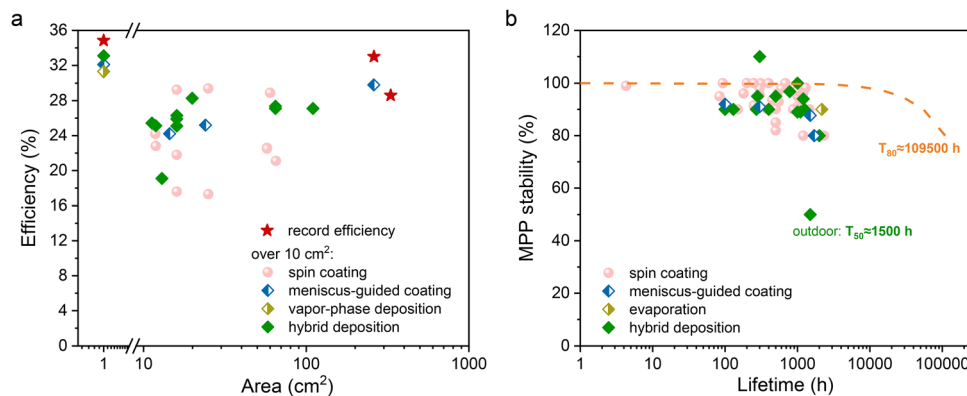 a
36
32
28
24
20
16
12
8
4
0
Efficiency (%)
record efficiency
over 10 cm²:
spin coating
meniscus-guided coating
vapor-phase deposition
hybrid deposition
1
10
100
1000
Area (cm²)
b
120
100
80
60
40
20
0
MPP stability (%)
T₈₀≈109500 h
outdoor: T₅₀≈1500 h
spin coating
meniscus-guided coating
evaporation
hybrid deposition
1
10
100
1000
10000
100000
Lifetime (h)